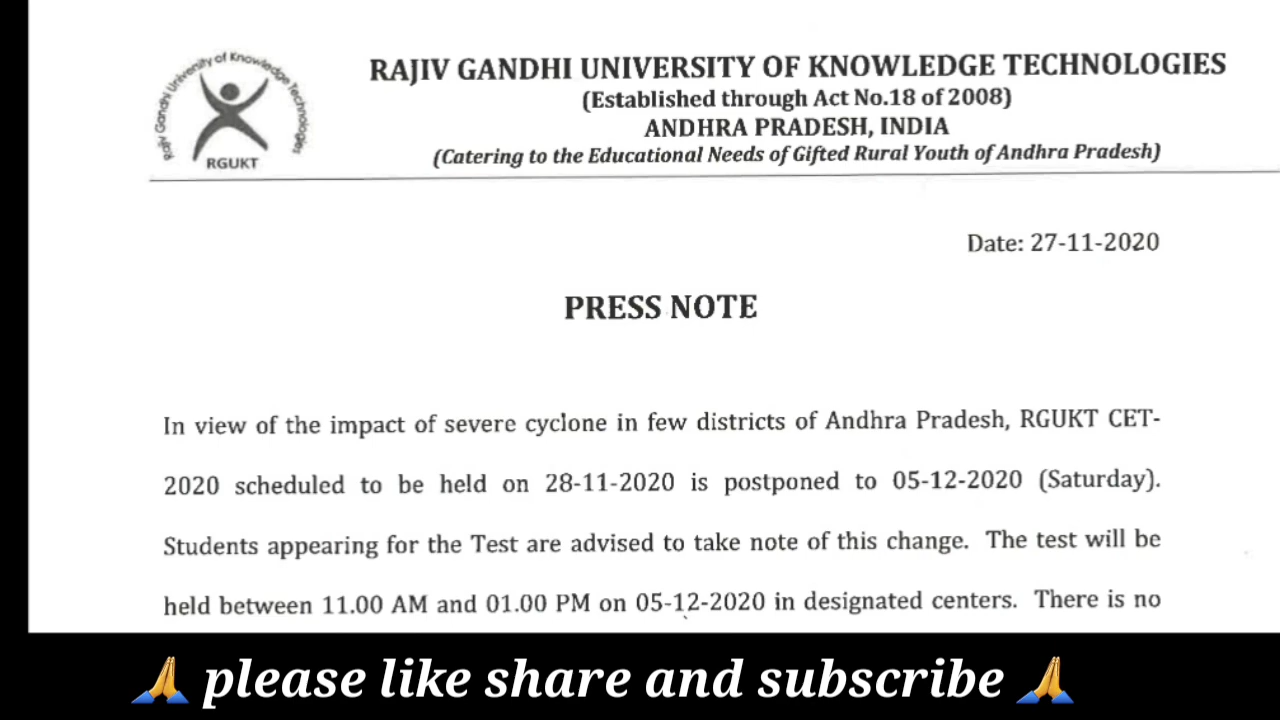 Rajiv Gandhi University of Knowledge Technologies
RGUKT
RAJIV GANDHI UNIVERSITY OF KNOWLEDGE TECHNOLOGIES
(Established through Act No.18 of 2008)
ANDHRA PRADESH, INDIA
(Catering to the Educational Needs of Gifted Rural Youth of Andhra Pradesh)
Date: 27-11-2020
PRESS NOTE
In view of the impact of severe cyclone in few districts of Andhra Pradesh, RGUKT CET-
2020 scheduled to be held on 28-11-2020 is postponed to 05-12-2020 (Saturday).
Students appearing for the Test are advised to take note of this change. The test will be
held between 11.00 AM and 01.00 PM on 05-12-2020 in designated centers. There is no
🙏 please like share and subscribe 🙏